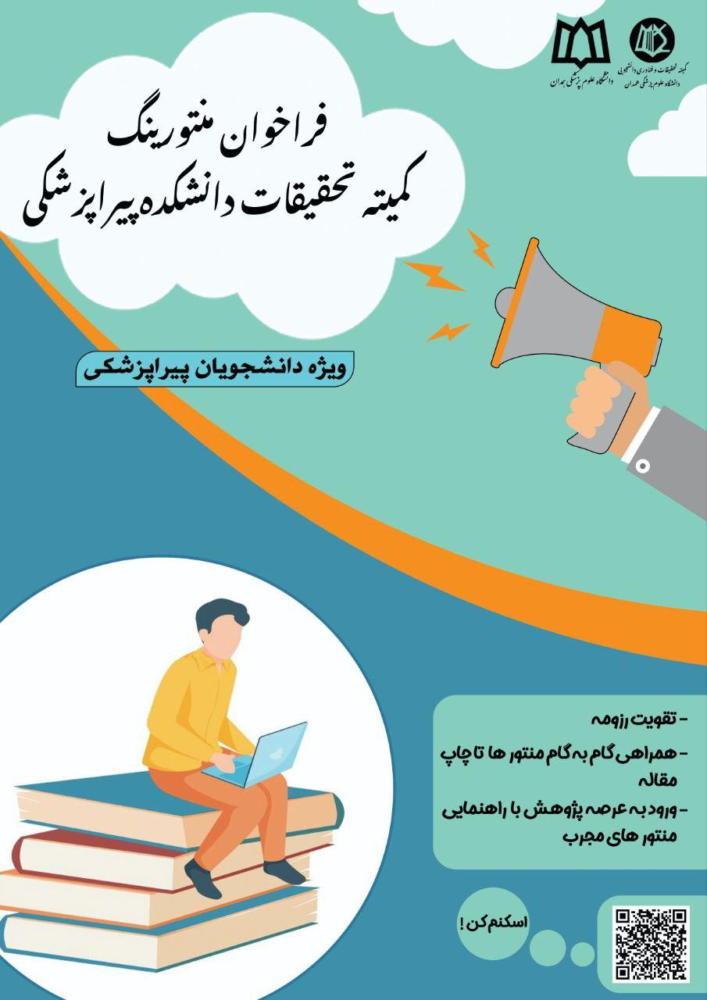 دانشگاه علوم پزشکی همدان
کمیته تحقیقات و فناوری دانشجویی
دانشگاه علوم پزشکی همدان
فراخوان منتورینگ
کمیته تحقیقات دانشکده پیراپزشکی
ویژه دانشجویان پیراپزشکی
- تقویت رزومه
- همراهی گام به گام منتور ها تا چاپ
مقاله
- ورود به عرصه پژوهش با راهنمایی
منتور های مجرب
اسکنم کن!